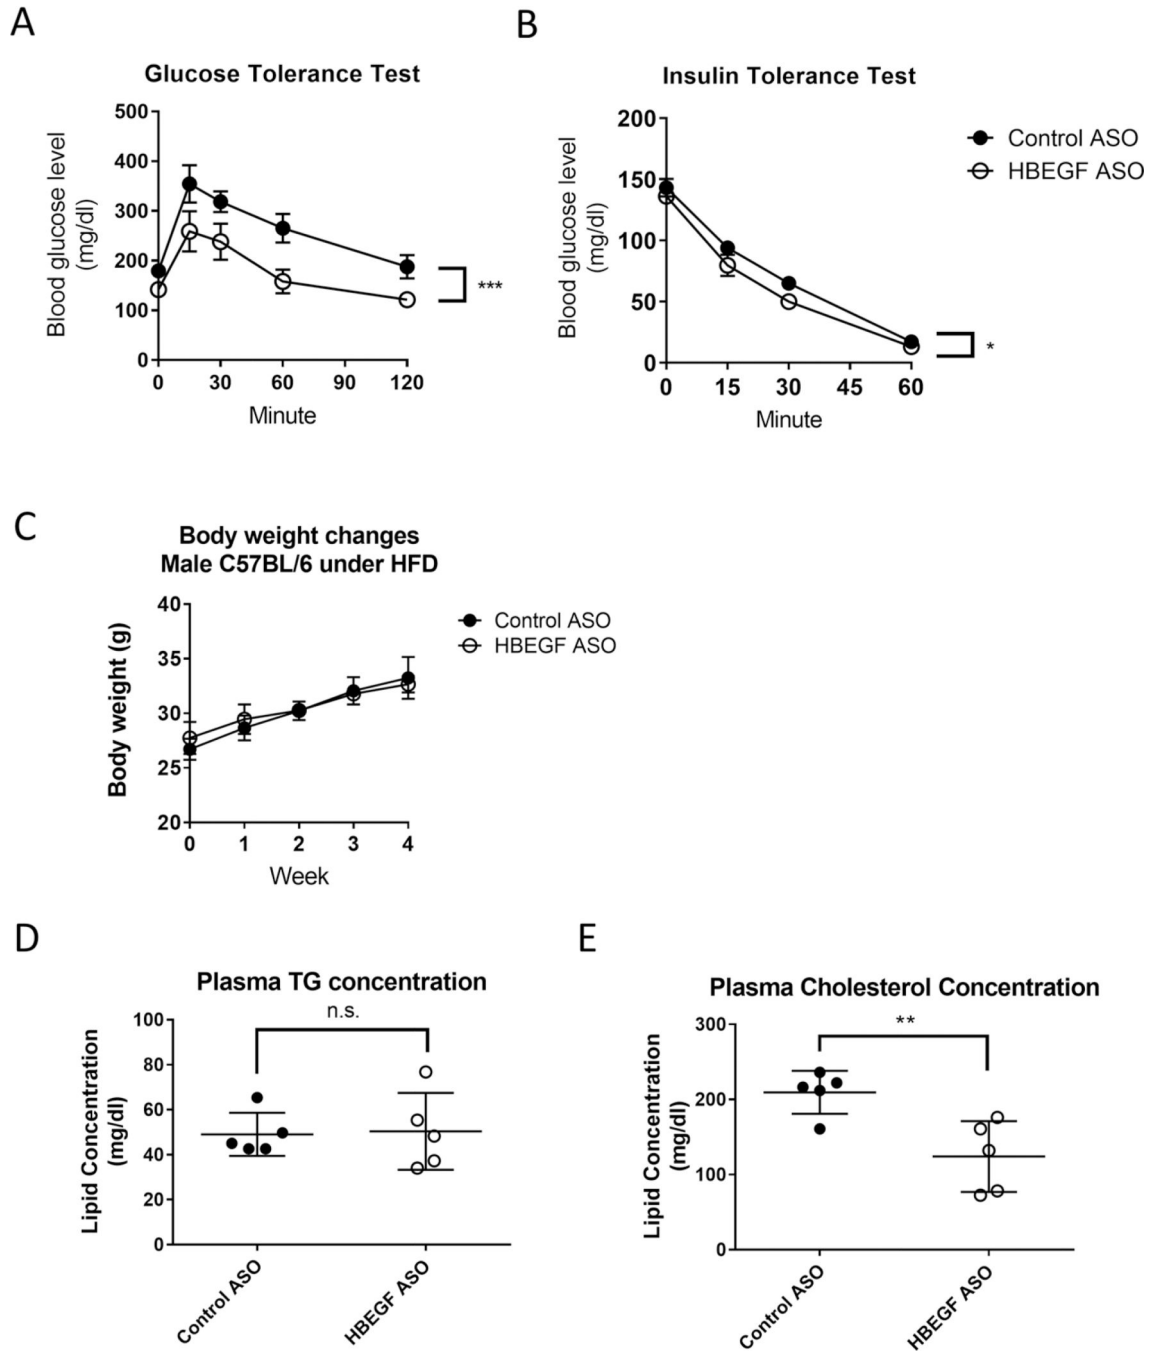 A
B
Glucose Tolerance Test
Insulin Tolerance Test
Blood glucose level
(mg/dl)
500
400
300
200
100
0
0 30 60 90 120
Minute
***
Blood glucose level
(mg/dl)
200
150
100
50
0
0 15 30 45 60
Minute
*
Control ASO
HBEGF ASO
C
Body weight changes
Male C57BL/6 under HFD
Body weight (g)
40
35
30
25
20
0 1 2 3 4
Week
Control ASO
HBEGF ASO
D
Plasma TG concentration
n.s.
Lipid Concentration
(mg/dl)
100
80
60
40
20
0
Control ASO
HBEGF ASO
E
Plasma Cholesterol Concentration
**
Lipid Concentration
(mg/dl)
300
200
100
0
Control ASO
HBEGF ASO